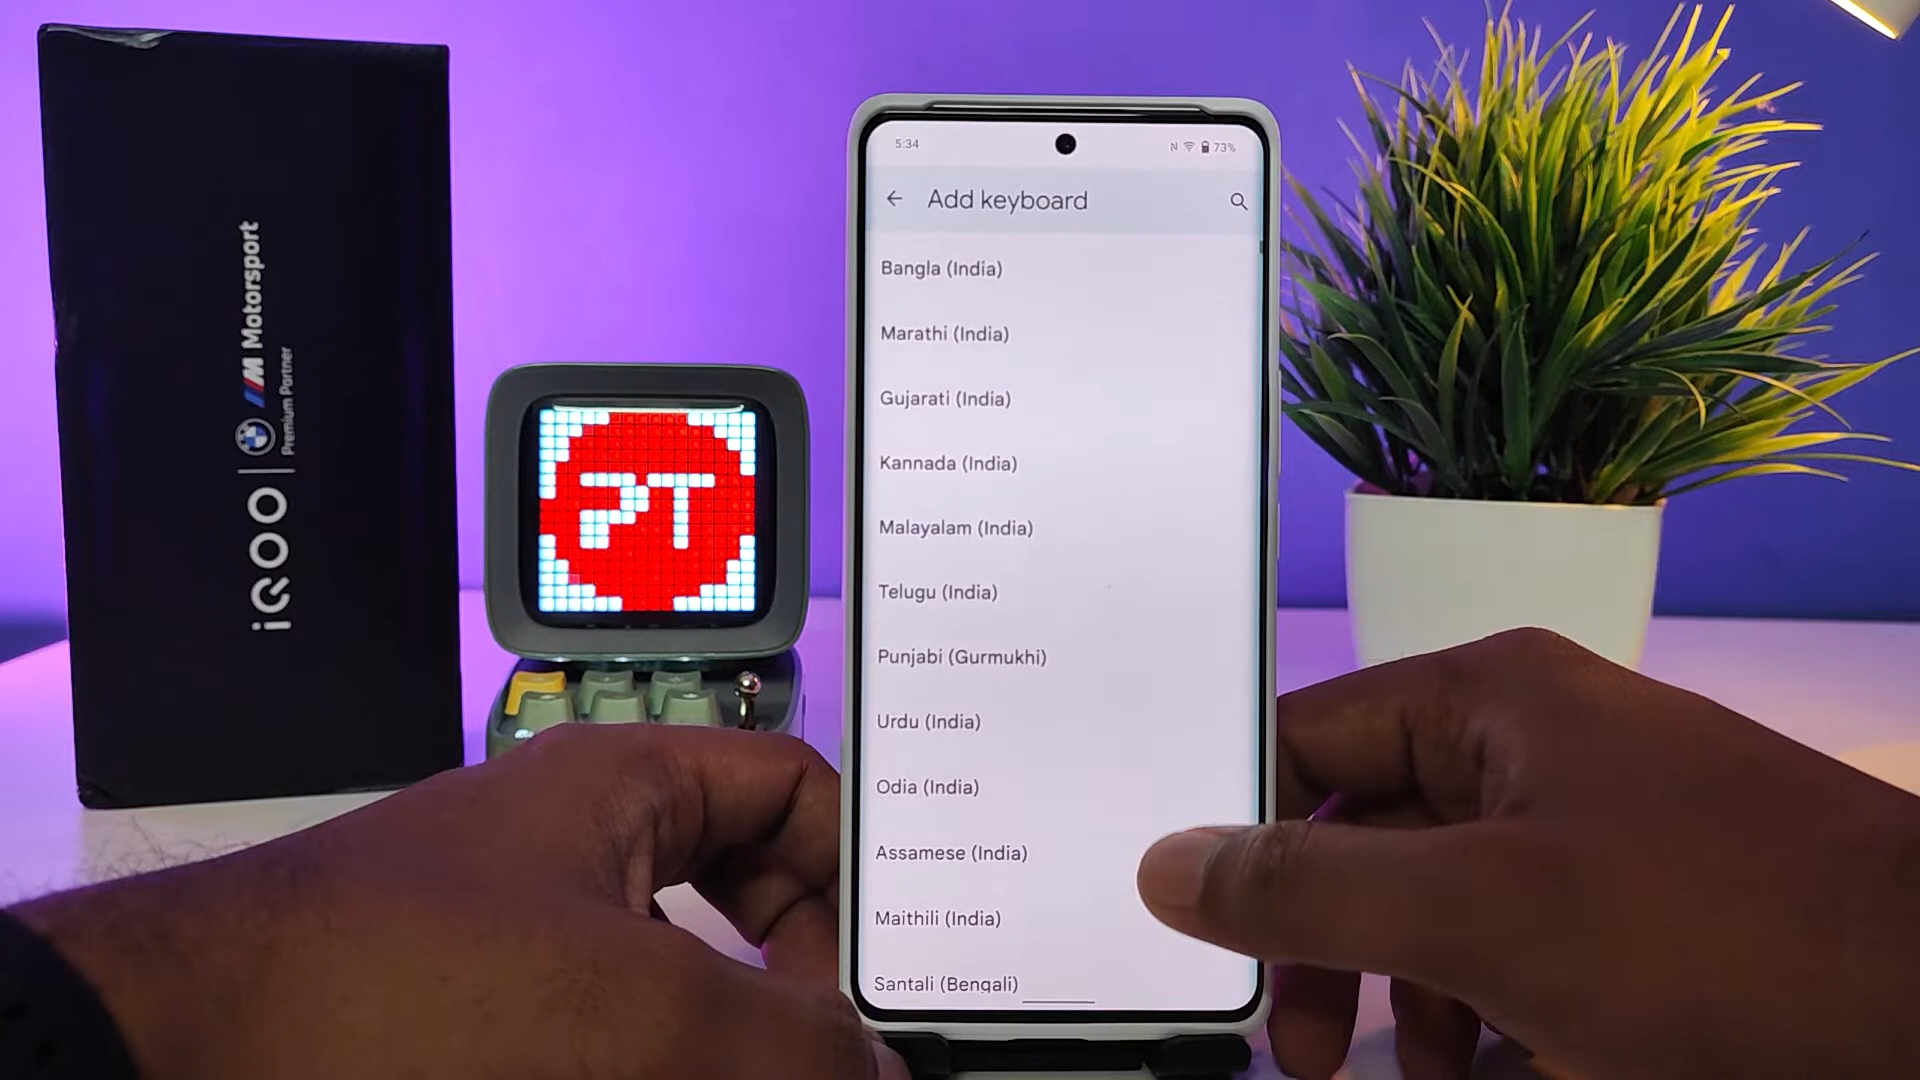 iQOO
M Motorsport
Premium Partner
PT
5:34
N 73%
Add keyboard
Bangla (India)
Marathi (India)
Gujarati (India)
Kannada (India)
Malayalam (India)
Telugu (India)
Punjabi (Gurmukhi)
Urdu (India)
Odia (India)
Assamese (India)
Maithili (India)
Santali (Bengali)